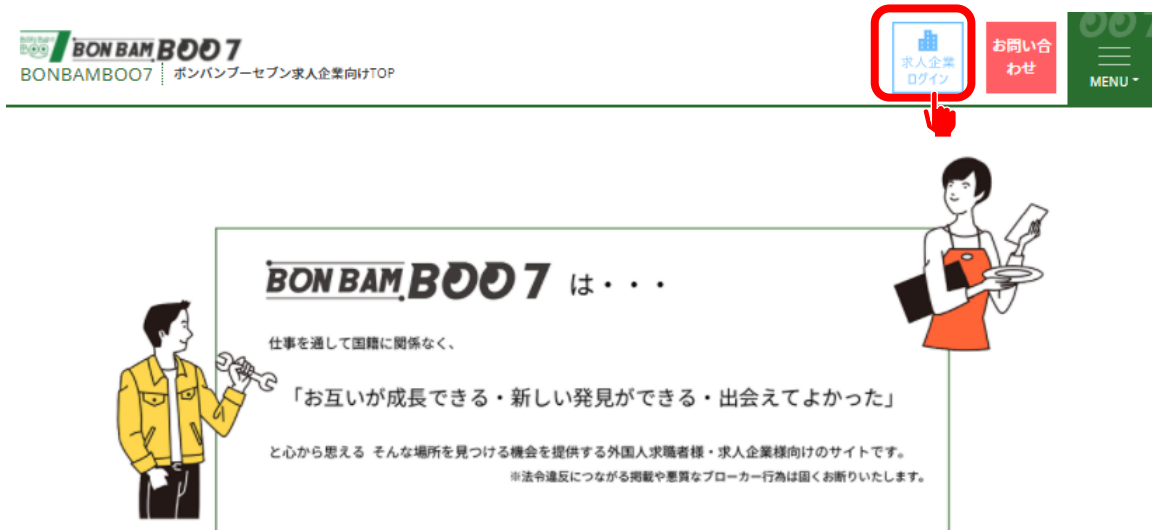 BON BAM BOO 7
BONBAMBOO7 ボンバンブーセブン求人企業向けTOP
求人企業
ログイン
お問い合
わせ
MENU
BON BAM BOO 7 は・・・
仕事を通して国籍に関係なく、
「お互いが成長できる・新しい発見ができる・出会えてよかった」
と心から思える そんな場所を見つける機会を提供する外国人求職者様・求人企業様向けのサイトです。
※法令違反につながる掲載や悪質なブローカー行為は固くお断りいたします。